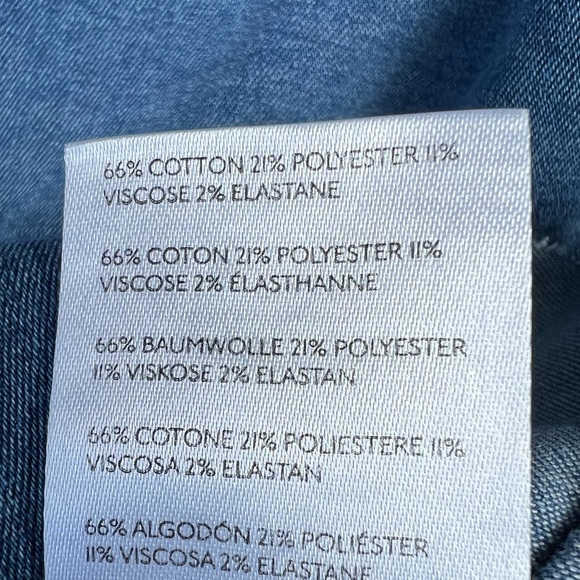 66% COTTON 21% POLYESTER 11%
VISCOSE 2% ELASTANE
66% COTON 21% POLYESTER 11%
VISCOSE 2% ÉLASTHANNE
66% BAUMWOLLE 21% POLYESTER
11% VISKOSE 2% ELASTAN
66% COTONE 21% POLIESTERE 11%
VISCOSA 2% ELASTAN
66% ALGODÓN 21% POLIÉSTER
11% VISCOSA 2% ELASTANE